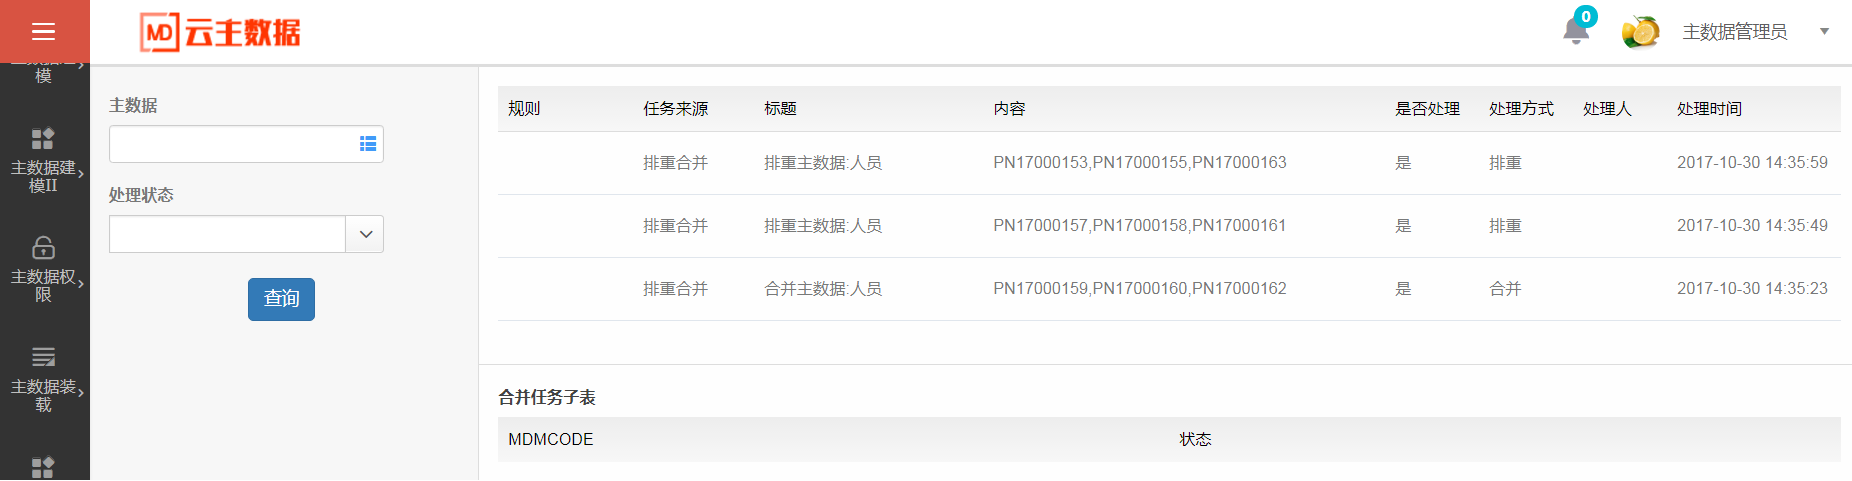 MD 云主数据
0
主数据管理员
模
主数据建
模II
主数据权
限
主数据装
载
主数据
处理状态
查询
规则 任务来源 标题 内容 是否处理 处理方式 处理人 处理时间
排重合并 排重主数据:人员 PN17000153,PN17000155,PN17000163 是 排重 2017-10-30 14:35:59
排重合并 排重主数据:人员 PN17000157,PN17000158,PN17000161 是 排重 2017-10-30 14:35:49
排重合并 合并主数据:人员 PN17000159,PN17000160,PN17000162 是 合并 2017-10-30 14:35:23
合并任务子表
MDMCODE 状态